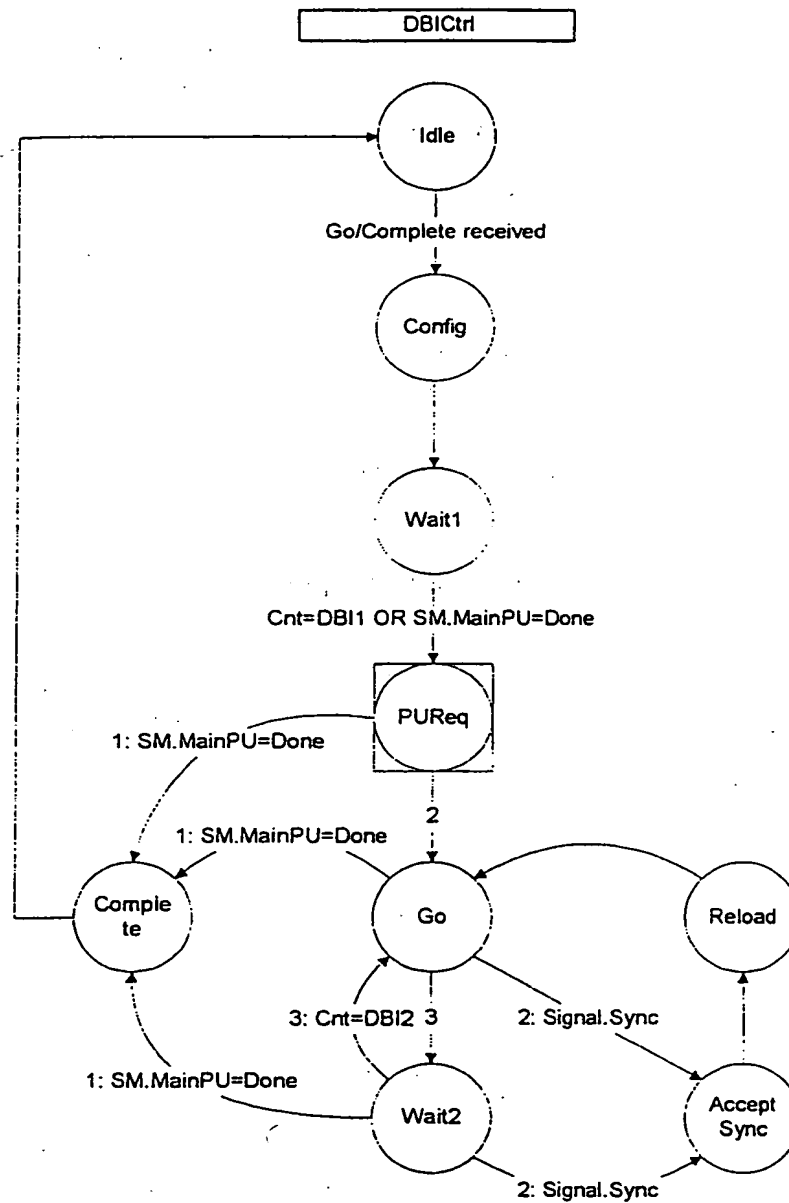 DBICtrl
Idle
Go/Complete received
Config
Wait1
Cnt=DBI1 OR SM.MainPU=Done
PUReq
1: SM.MainPU=Done
2
1: SM.MainPU=Done
Comple
te
Go
Reload
3: Cnt=DBI2
3
2: Signal.Sync
1: SM.MainPU=Done
Wait2
Accept
Sync
2: Signal.Sync